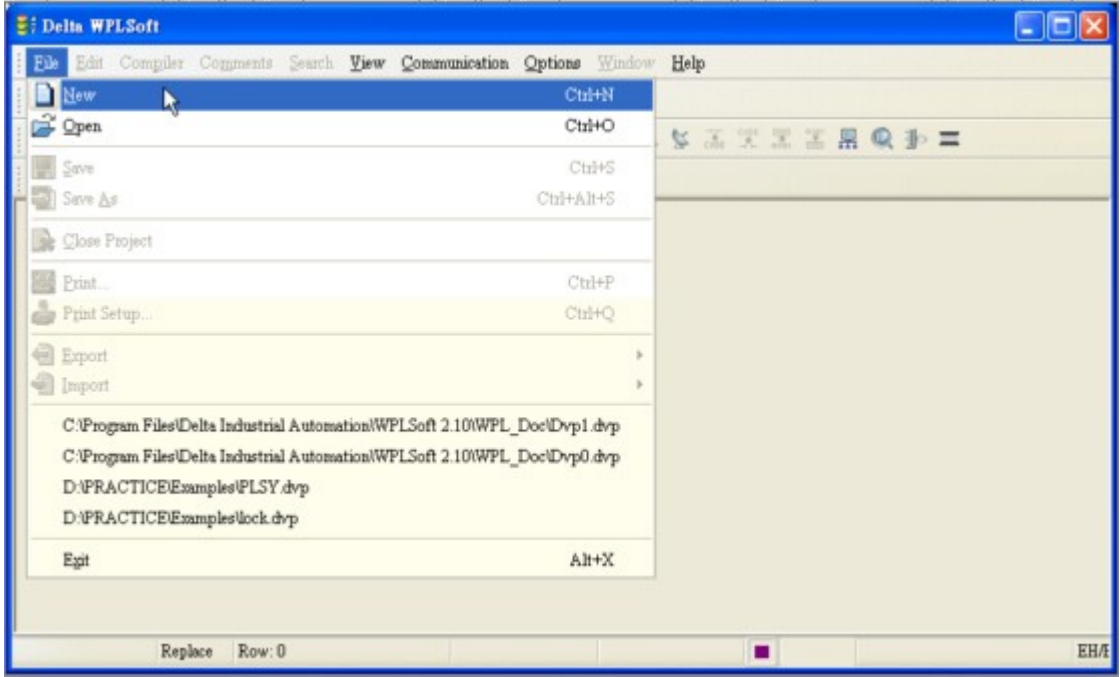 Delta WPLSoft
File Edit Compiler Comments Search View Communication Options Window Help
New Ctrl+N
Open Ctrl+O
Save Ctrl+S
Save As Ctrl+Alt+S
Close Project
Print... Ctrl+P
Print Setup... Ctrl+Q
Export
Import
C:\Program Files\Delta Industrial Automation\WPLSoft 2.10\WPL_Doc\Dvp1.dvp
C:\Program Files\Delta Industrial Automation\WPLSoft 2.10\WPL_Doc\Dvp0.dvp
D:\PRACTICE\Examples\PLSY.dvp
D:\PRACTICE\Examples\lock.dvp
Exit Alt+X
Replace Row: 0